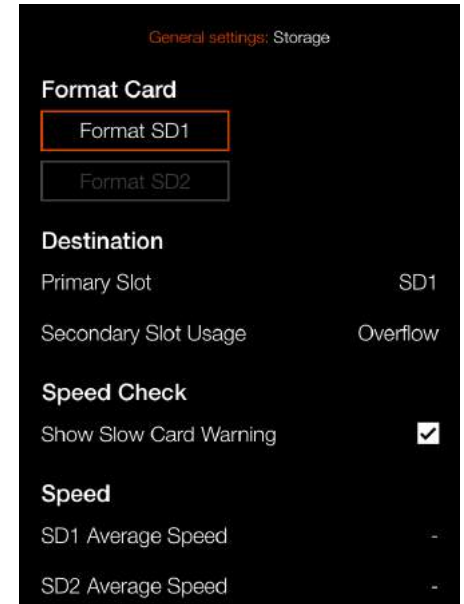 General settings: Storage
Format Card
Format SD1
Format SD2
Destination
Primary Slot SD1
Secondary Slot Usage Overflow
Speed Check
Show Slow Card Warning
Speed
SD1 Average Speed -
SD2 Average Speed -